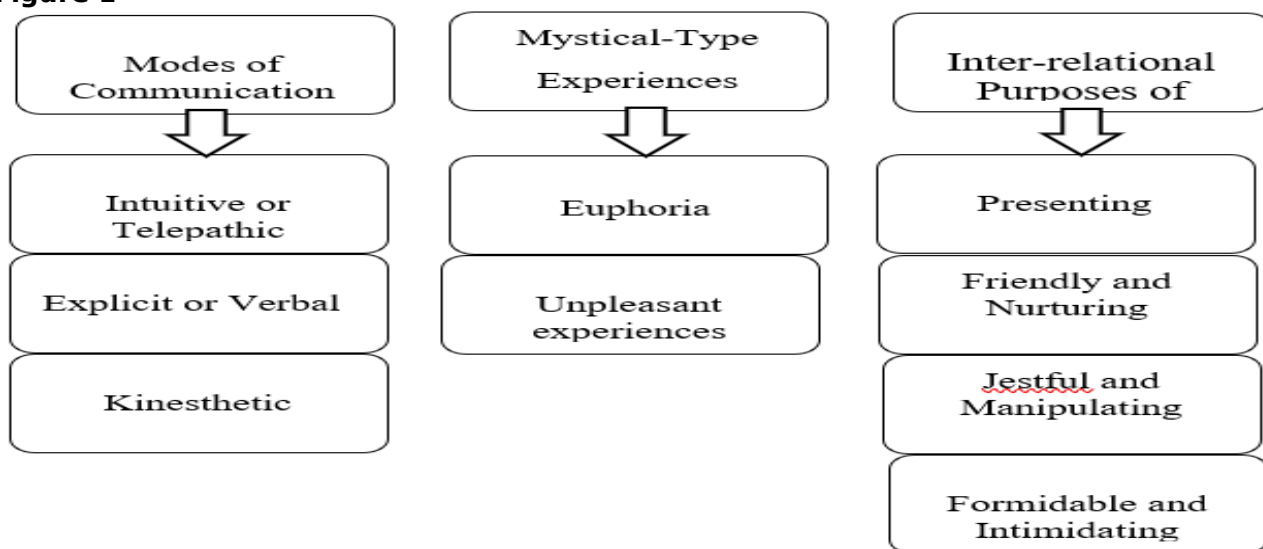 Modes of
Communication
Intuitive or
Telepathic
Explicit or Verbal
Kinesthetic
Mystical-Type
Experiences
Euphoria
Unpleasant
experiences
Inter-relational
Purposes of
Presenting
Friendly and
Nurturing
Jestful and
Manipulating
Formidable and
Intimidating